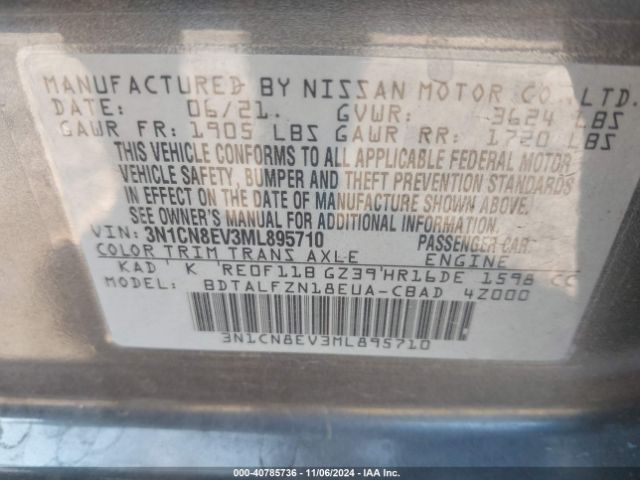 MANUFACTURED BY NISSAN MOTOR CO., LTD.
DATE: 06/21. GVWR: 3624 LBS
GAWR FR: 1905 LBS GAWR RR: 1720 LBS
THIS VEHICLE CONFORMS TO ALL APPLICABLE FEDERAL MOTOR
VEHICLE SAFETY, BUMPER AND THEFT PREVENTION STANDARDS
IN EFFECT ON THE DATE OF MANUFACTURE SHOWN ABOVE.
SEE OWNER'S MANUAL FOR ADDITIONAL INFORMATION.
VIN: 3N1CN8EV3ML895710 PASSENGER CAR
COLOR TRIM TRANS AXLE ENGINE
KAD K RE0F11B GZ39 HR16DE 1598 CC
MODEL: BDTALFZN18EUA-CBAD 4Z000
3N1CN8EV3ML895710
000-40785736 - 11/06/2024 - IAA Inc.